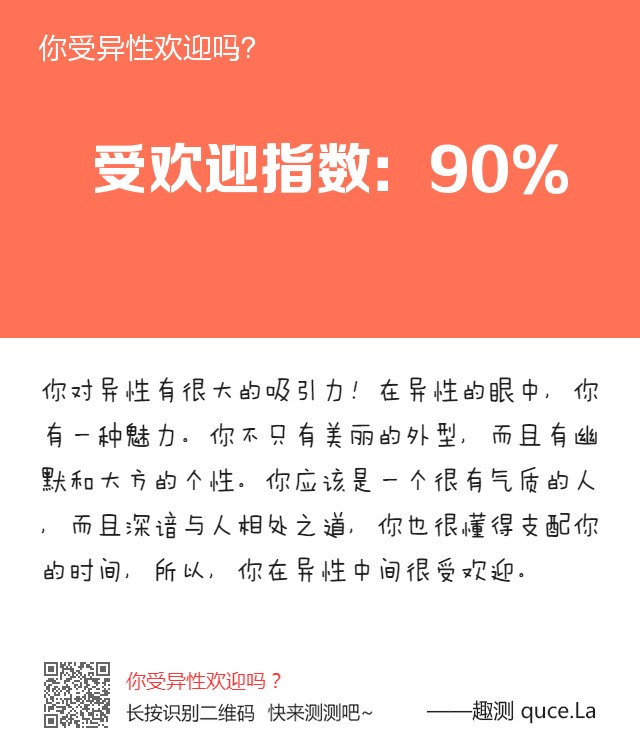 你受异性欢迎吗?
受欢迎指数: 90%
你对异性有很大的吸引力! 在异性的眼中, 你
有一种魅力。你不只有美丽的外型, 而且有幽
默和大方的个性。你应该是一个很有气质的人
, 而且深谙与人相处之道, 你也很懂得支配你
的时间, 所以, 你在异性中间很受欢迎。
你受异性欢迎吗？
长按识别二维码 快来测测吧~
——趣测 quce.La